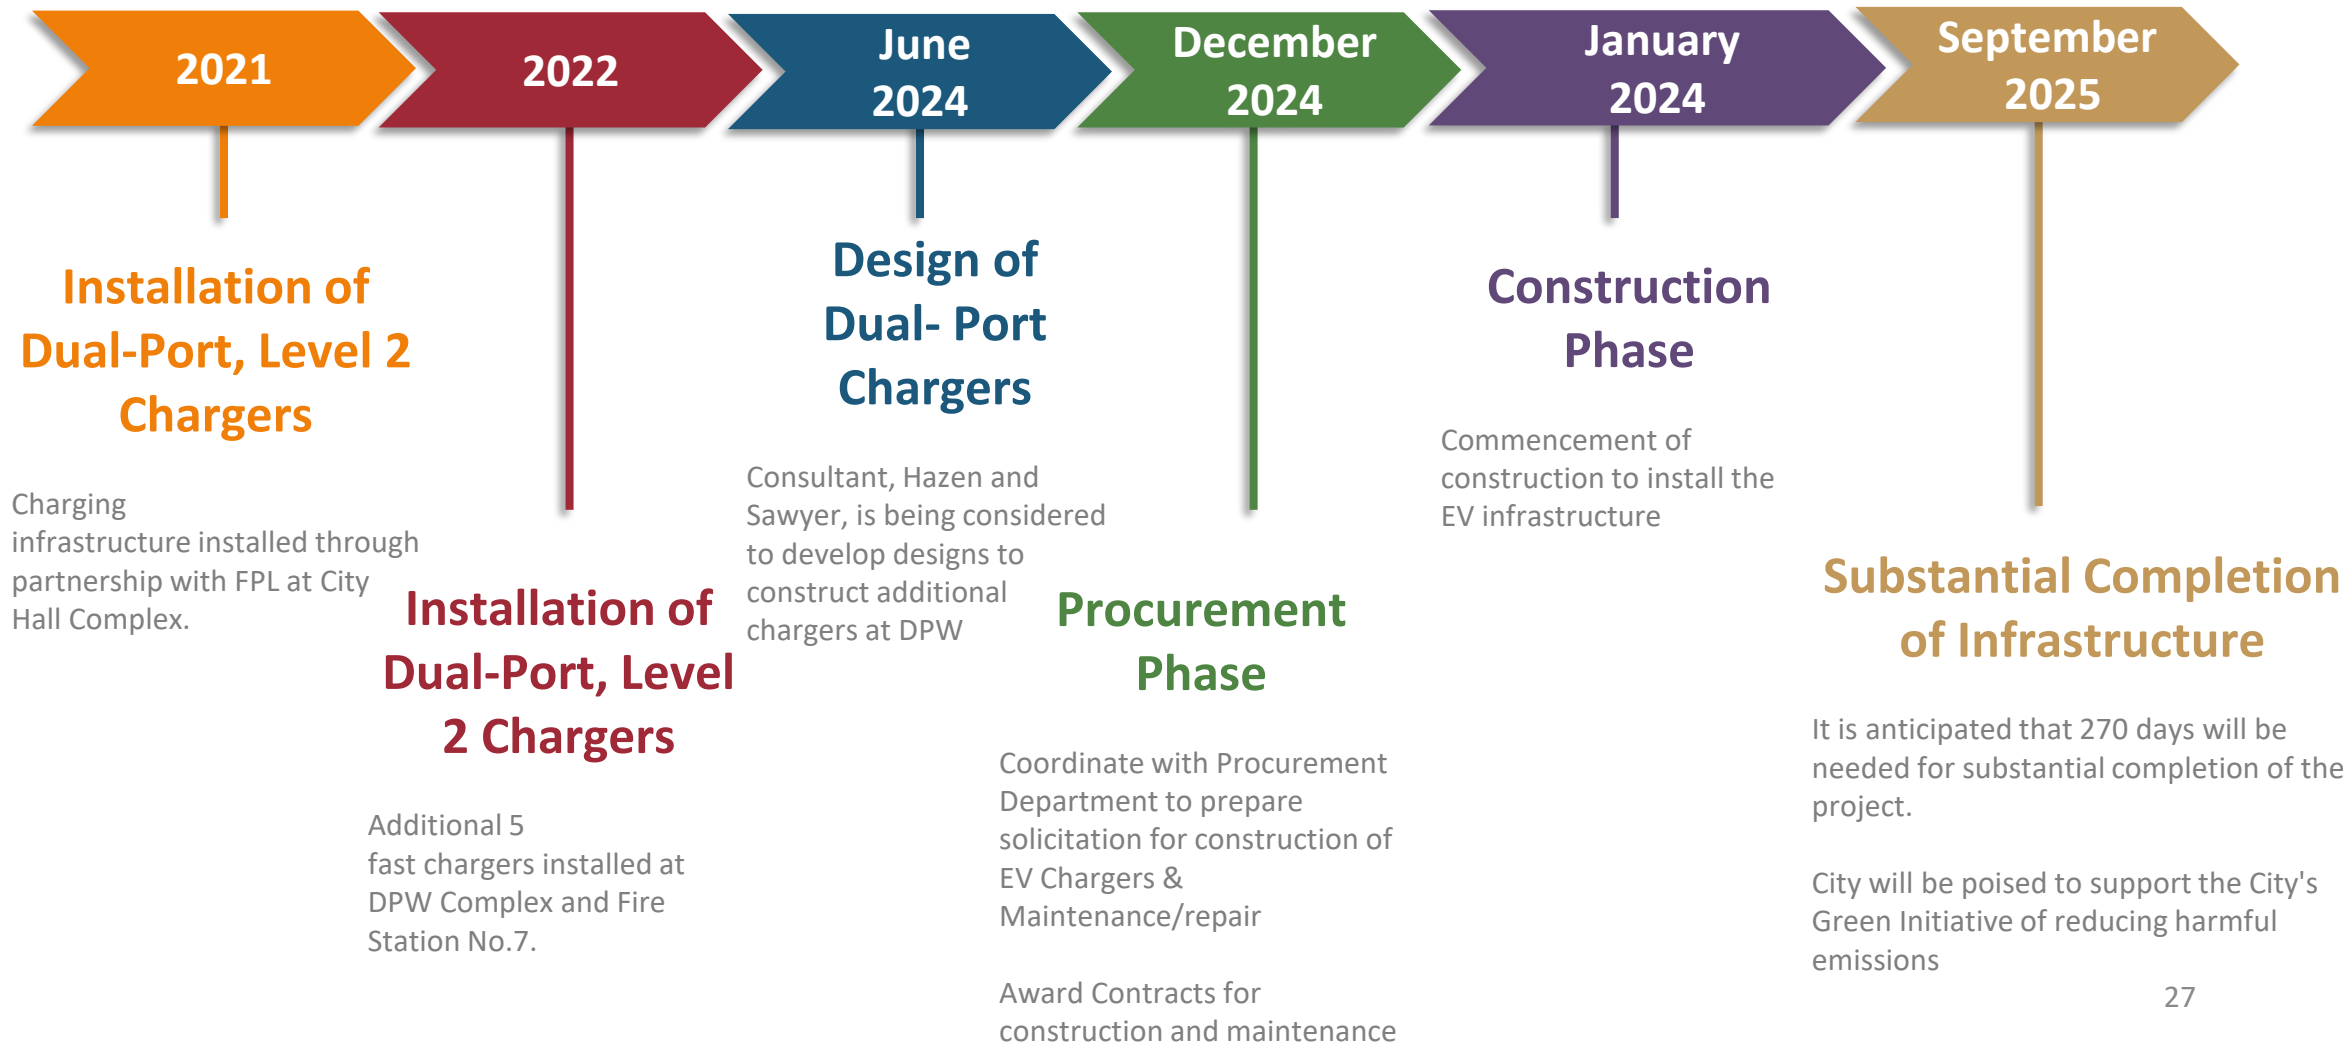 2021
2022
June
2024
December
2024
January
2024
September
2025
Installation of
Dual-Port, Level 2
Chargers
Charging
infrastructure installed through
partnership with FPL at City
Hall Complex.
Installation of
Dual-Port, Level
2 Chargers
Additional 5
fast chargers installed at
DPW Complex and Fire
Station No.7.
Design of
Dual- Port
Chargers
Consultant, Hazen and
Sawyer, is being considered
to develop designs to
construct additional
chargers at DPW
Procurement
Phase
Coordinate with Procurement
Department to prepare
solicitation for construction of
EV Chargers &
Maintenance/repair
Award Contracts for
construction and maintenance
Construction
Phase
Commencement of
construction to install the
EV infrastructure
Substantial Completion
of Infrastructure
It is anticipated that 270 days will be
needed for substantial completion of the
project.
City will be poised to support the City's
Green Initiative of reducing harmful
emissions
27